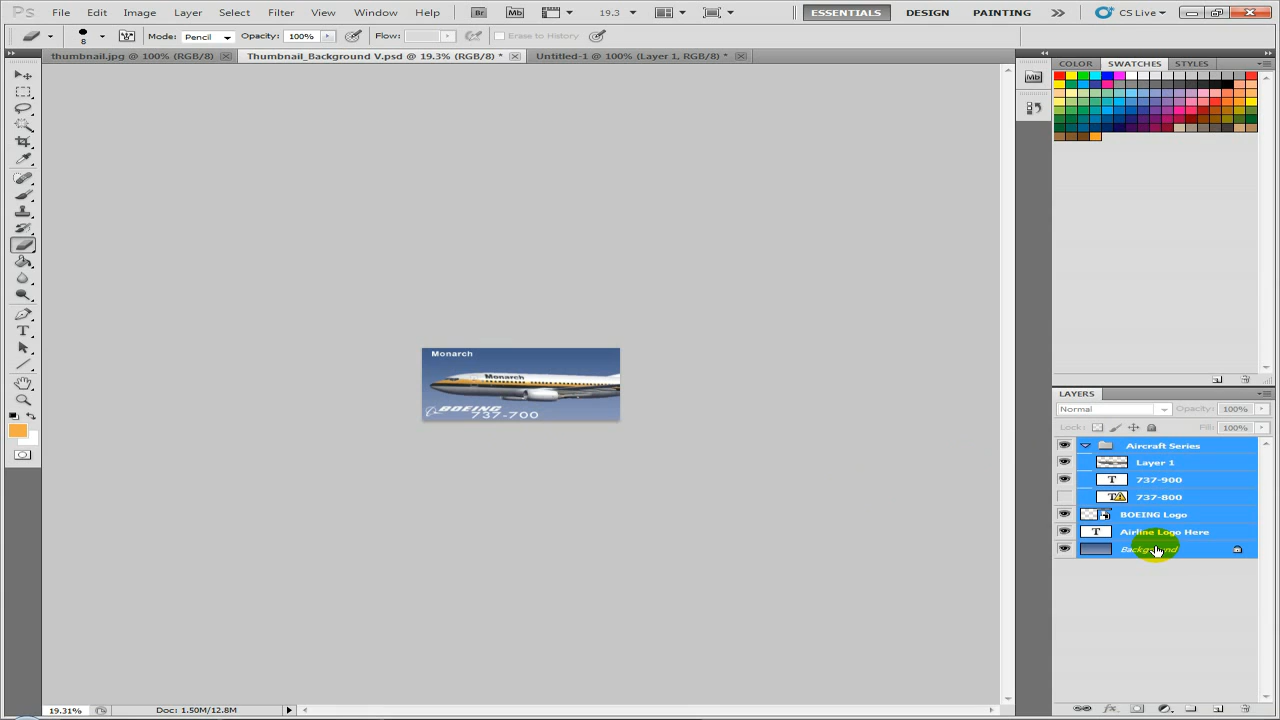 Ps File Edit Image Layer Select Filter View Window Help Br Mb 19.3 ESSENTIALS DESIGN PAINTING CS Live
8 Mode: Pencil Opacity: 100% Flow: Erase to History
thumbnail.jpg @ 100% (RGB/8) Thumbnail_Background V.psd @ 19.3% (RGB/8) * Untitled-1 @ 100% (Layer 1, RGB/8) *
Mb
COLOR SWATCHES STYLES
Monarch
Monarch
BOEING
737-700
LAYERS
Normal Opacity: 100%
Lock: Fill: 100%
Aircraft Series
Layer 1
T 737-900
T 737-800
BOEING Logo
T Airline Logo Here
Background
19.31% Doc: 1.50M/12.8M
fx